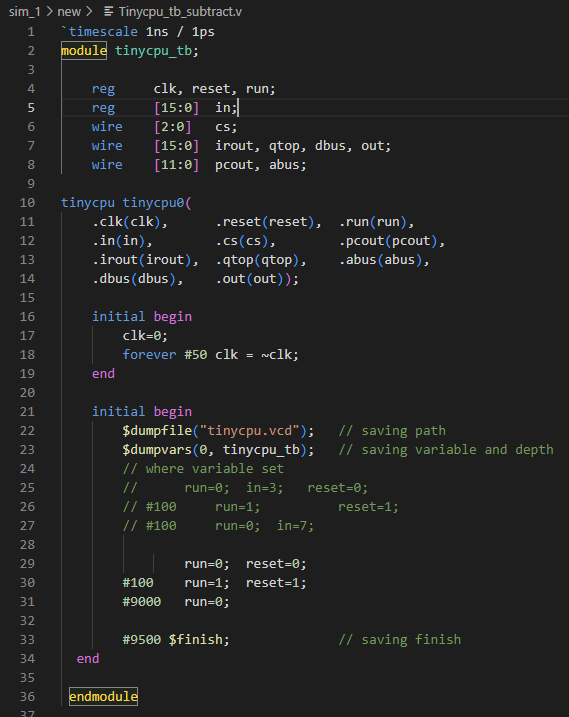 sim_1 > new > Tinycpu_tb_subtract.v
1 `timescale 1ns / 1ps
2 module tinycpu_tb;
3
4 reg clk, reset, run;
5 reg [15:0] in;
6 wire [2:0] cs;
7 wire [15:0] irout, qtop, dbus, out;
8 wire [11:0] pcout, abus;
9
10 tinycpu tinycpu0(
11 .clk(clk), .reset(reset), .run(run),
12 .in(in), .cs(cs), .pcout(pcout),
13 .irout(irout), .qtop(qtop), .abus(abus),
14 .dbus(dbus), .out(out));
15
16 initial begin
17 clk=0;
18 forever #50 clk = ~clk;
19 end
20
21 initial begin
22 $dumpfile("tinycpu.vcd"); // saving path
23 $dumpvars(0, tinycpu_tb); // saving variable and depth
24 // where variable set
25 // run=0; in=3; reset=0;
26 // #100 run=1; reset=1;
27 // #100 run=0; in=7;
28
29 run=0; reset=0;
30 #100 run=1; reset=1;
31 #9000 run=0;
32
33 #9500 $finish; // saving finish
34 end
35
36 endmodule
37